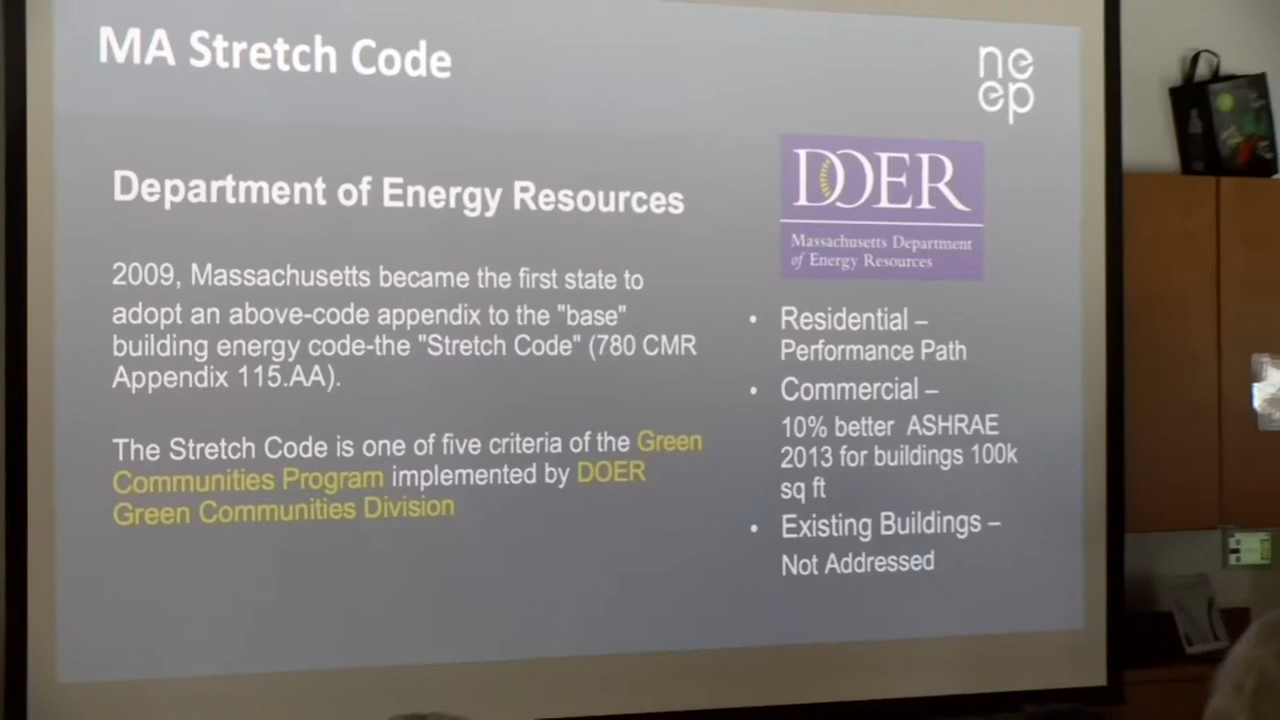 MA Stretch Code
ne
ep
Department of Energy Resources
2009, Massachusetts became the first state to
adopt an above-code appendix to the "base"
building energy code-the "Stretch Code" (780 CMR
Appendix 115.AA).
The Stretch Code is one of five criteria of the Green
Communities Program implemented by DOER
Green Communities Division
DOER
Massachusetts Department
of Energy Resources
• Residential –
Performance Path
• Commercial –
10% better ASHRAE
2013 for buildings 100k
sq ft
• Existing Buildings –
Not Addressed